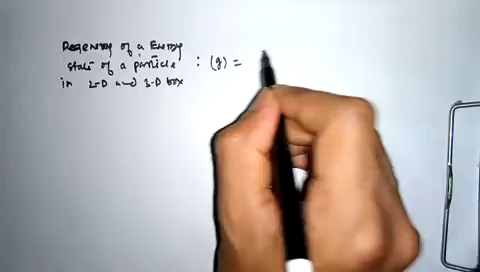 Degeneracy of a Energy
state of a particle : (g) =
in 2-D and 3-D box